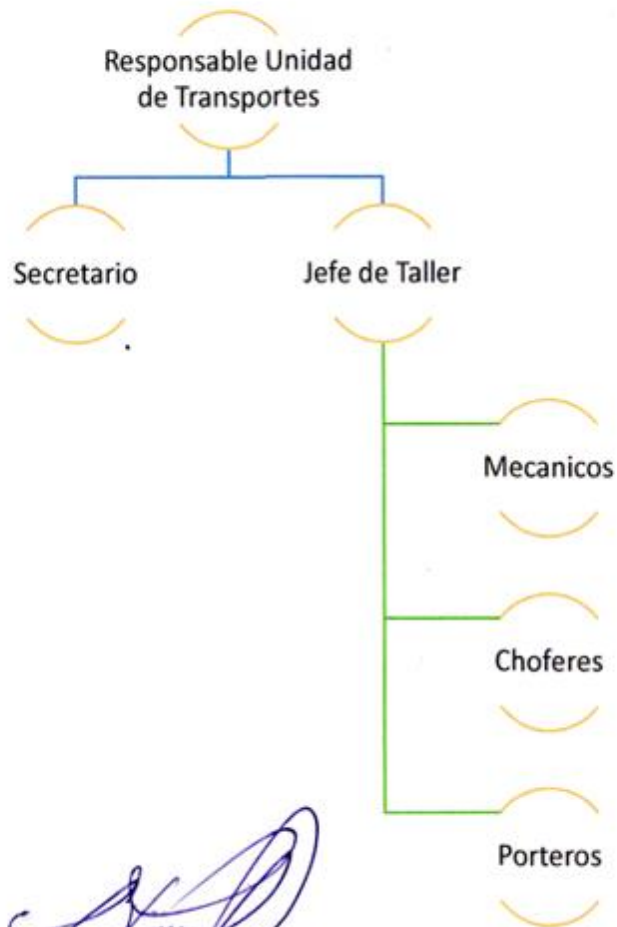 Responsable Unidad
de Transportes
Secretario
Jefe de Taller
Mecanicos
Choferes
Porteros